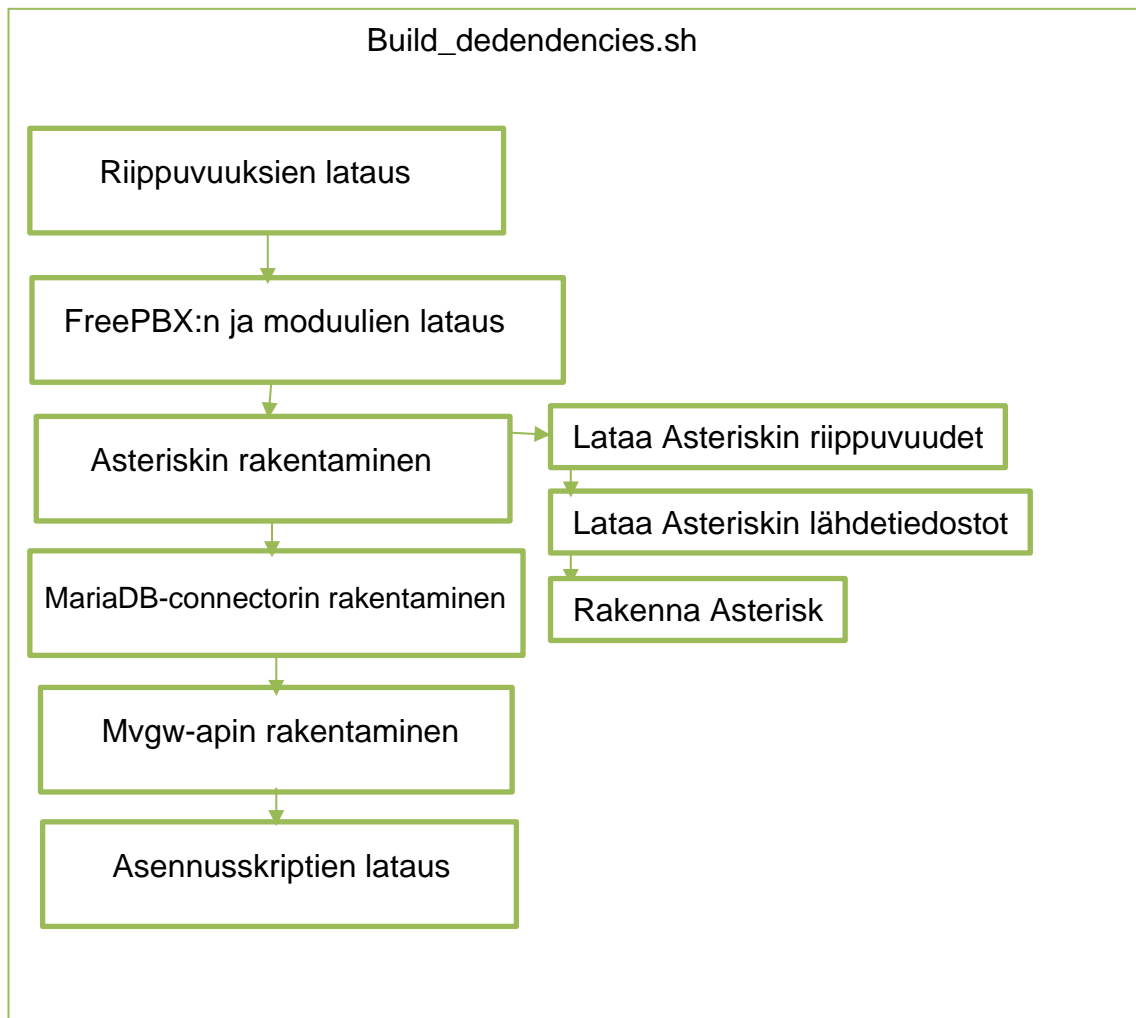 Build_dedendencies.sh
Riippuvuuksien lataus
FreePBX:n ja moduulien lataus
Asteriskin rakentaminen
Lataa Asteriskin riippuvuudet
Lataa Asteriskin lähdetiedostot
Rakenna Asterisk
MariaDB-connectorin rakentaminen
Mvgw-apin rakentaminen
Asennusskriptien lataus